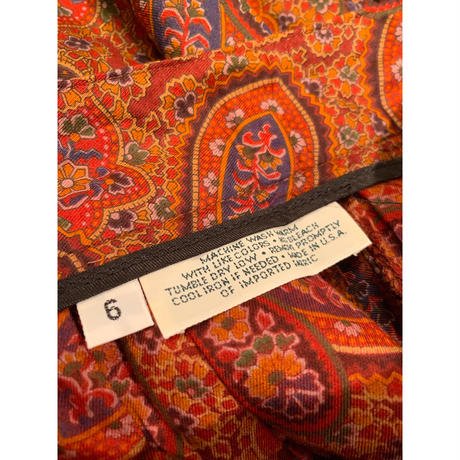 MACHINE WASH WARM
WITH LIKE COLORS • NO BLEACH
TUMBLE DRY LOW • REMOVE PROMPTLY
COOL IRON IF NEEDED • MADE IN U.S.A.
OF IMPORTED FABRIC
6